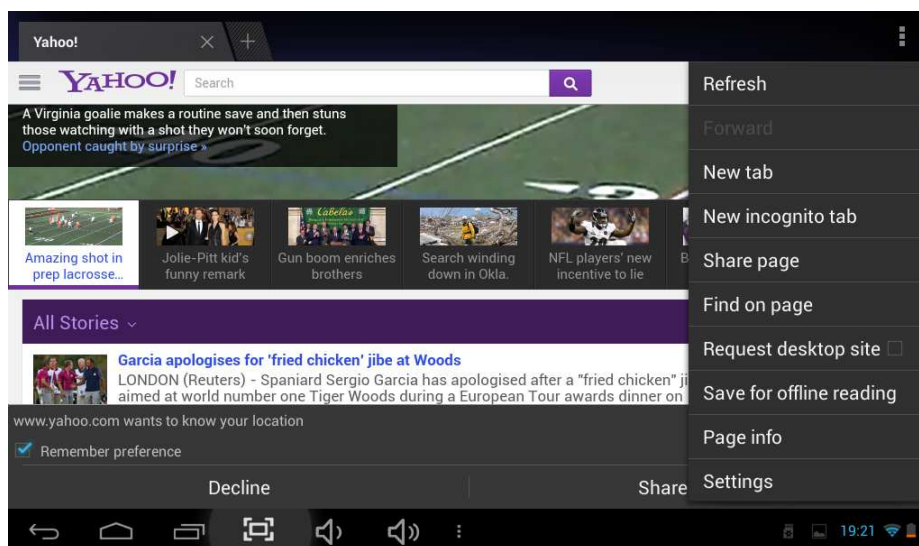 Yahoo!
YAHOO!
Search
A Virginia goalie makes a routine save and then stuns
those watching with a shot they won't soon forget.
Opponent caught by surprise »
Amazing shot in
prep lacrosse...
Jolie-Pitt kid's
funny remark
Cabela's
Gun boom enriches
brothers
Search winding
down in Okla.
NFL players' new
incentive to lie
B
All Stories
Garcia apologises for 'fried chicken' jibe at Woods
LONDON (Reuters) - Spaniard Sergio Garcia has apologised after a "fried chicken" ji
aimed at world number one Tiger Woods during a European Tour awards dinner on
www.yahoo.com wants to know your location
Remember preference
Decline
Share
Refresh
Forward
New tab
New incognito tab
Share page
Find on page
Request desktop site
Save for offline reading
Page info
Settings
19:21